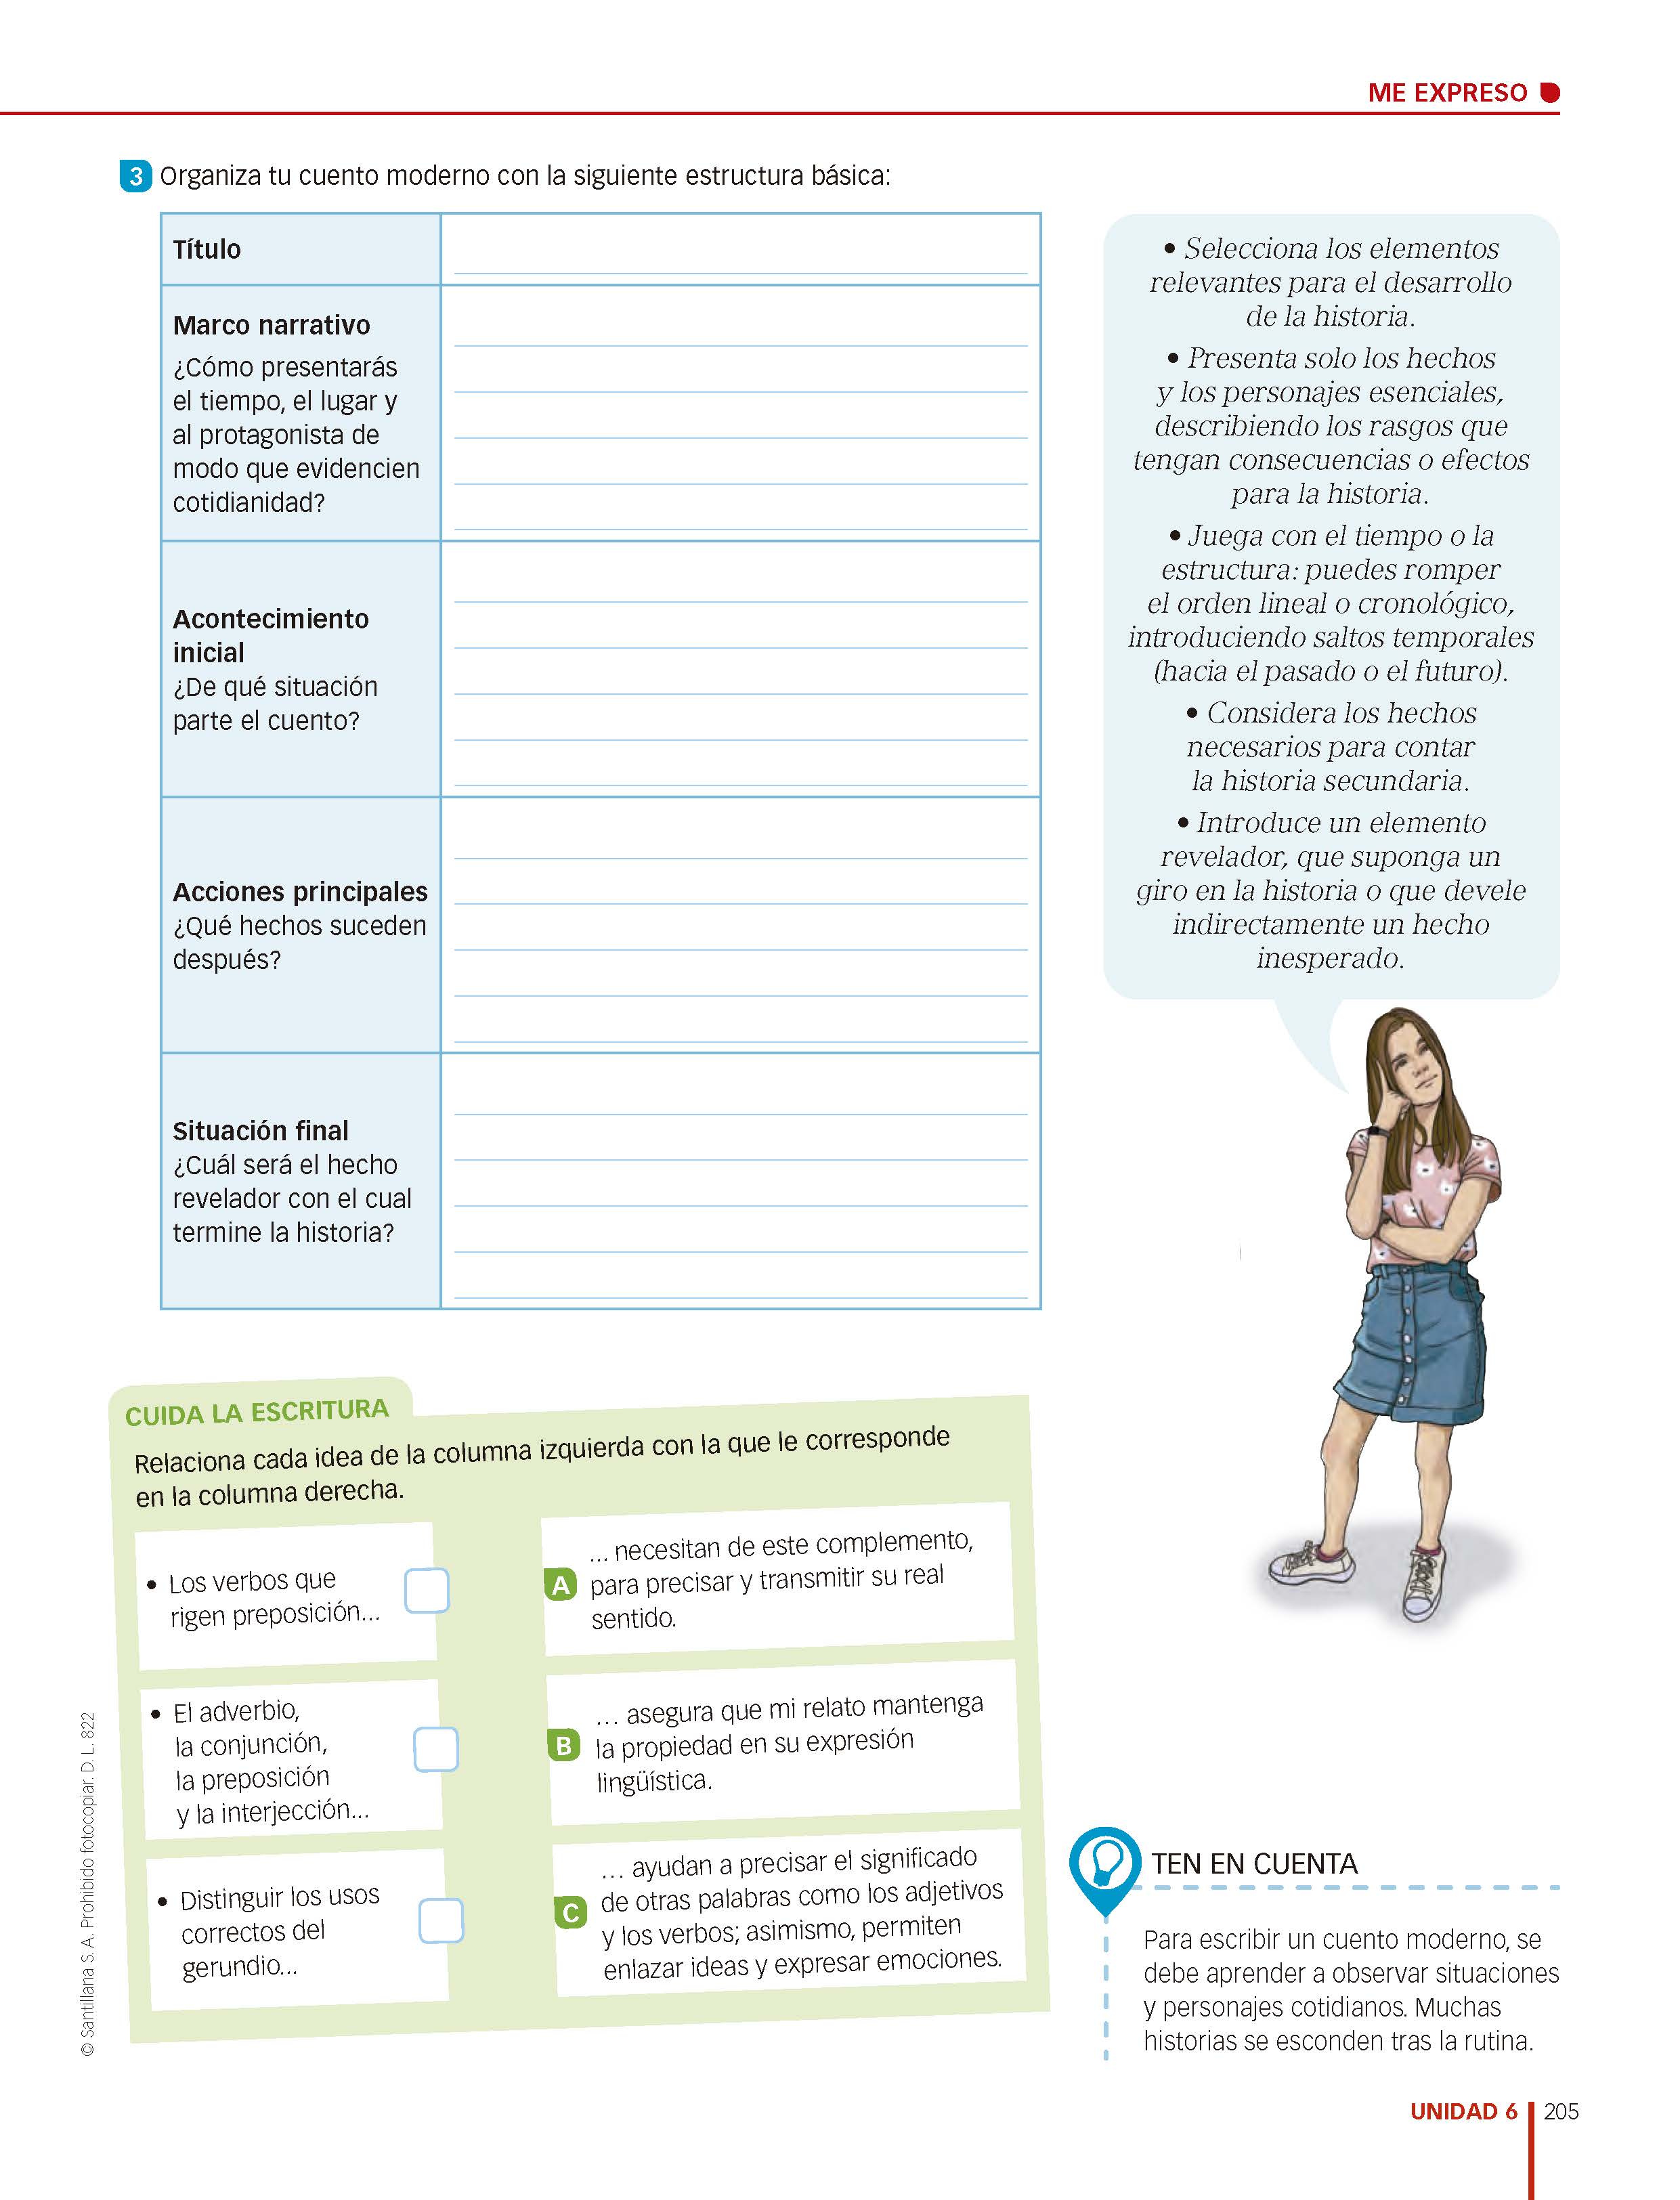 ME EXPRESO
3 Organiza tu cuento moderno con la siguiente estructura básica:
Título
Marco narrativo
¿Cómo presentarás
el tiempo, el lugar y
al protagonista de
modo que evidencien
cotidianidad?
Acontecimiento
inicial
¿De qué situación
parte el cuento?
Acciones principales
¿Qué hechos suceden
después?
Situación final
¿Cuál será el hecho
revelador con el cual
termine la historia?
• Selecciona los elementos
relevantes para el desarrollo
de la historia.
• Presenta solo los hechos
y los personajes esenciales,
describiendo los rasgos que
tengan consecuencias o efectos
para la historia.
• Juega con el tiempo o la
estructura: puedes romper
el orden lineal o cronológico,
introduciendo saltos temporales
(hacia el pasado o el futuro).
• Considera los hechos
necesarios para contar
la historia secundaria.
• Introduce un elemento
revelador, que suponga un
giro en la historia o que devele
indirectamente un hecho
inesperado.
CUIDA LA ESCRITURA
Relaciona cada idea de la columna izquierda con la que le corresponde
en la columna derecha.
• Los verbos que
rigen preposición...
• El adverbio,
la conjunción,
la preposición
y la interjección...
• Distinguir los usos
correctos del
gerundio...
A
... necesitan de este complemento,
para precisar y transmitir su real
sentido.
B
... asegura que mi relato mantenga
la propiedad en su expresión
lingüística.
C
... ayudan a precisar el significado
de otras palabras como los adjetivos
y los verbos; asimismo, permiten
enlazar ideas y expresar emociones.
TEN EN CUENTA
Para escribir un cuento moderno, se
debe aprender a observar situaciones
y personajes cotidianos. Muchas
historias se esconden tras la rutina.
© Santillana S. A. Prohibido fotocopiar. D. L. 822
UNIDAD 6 205